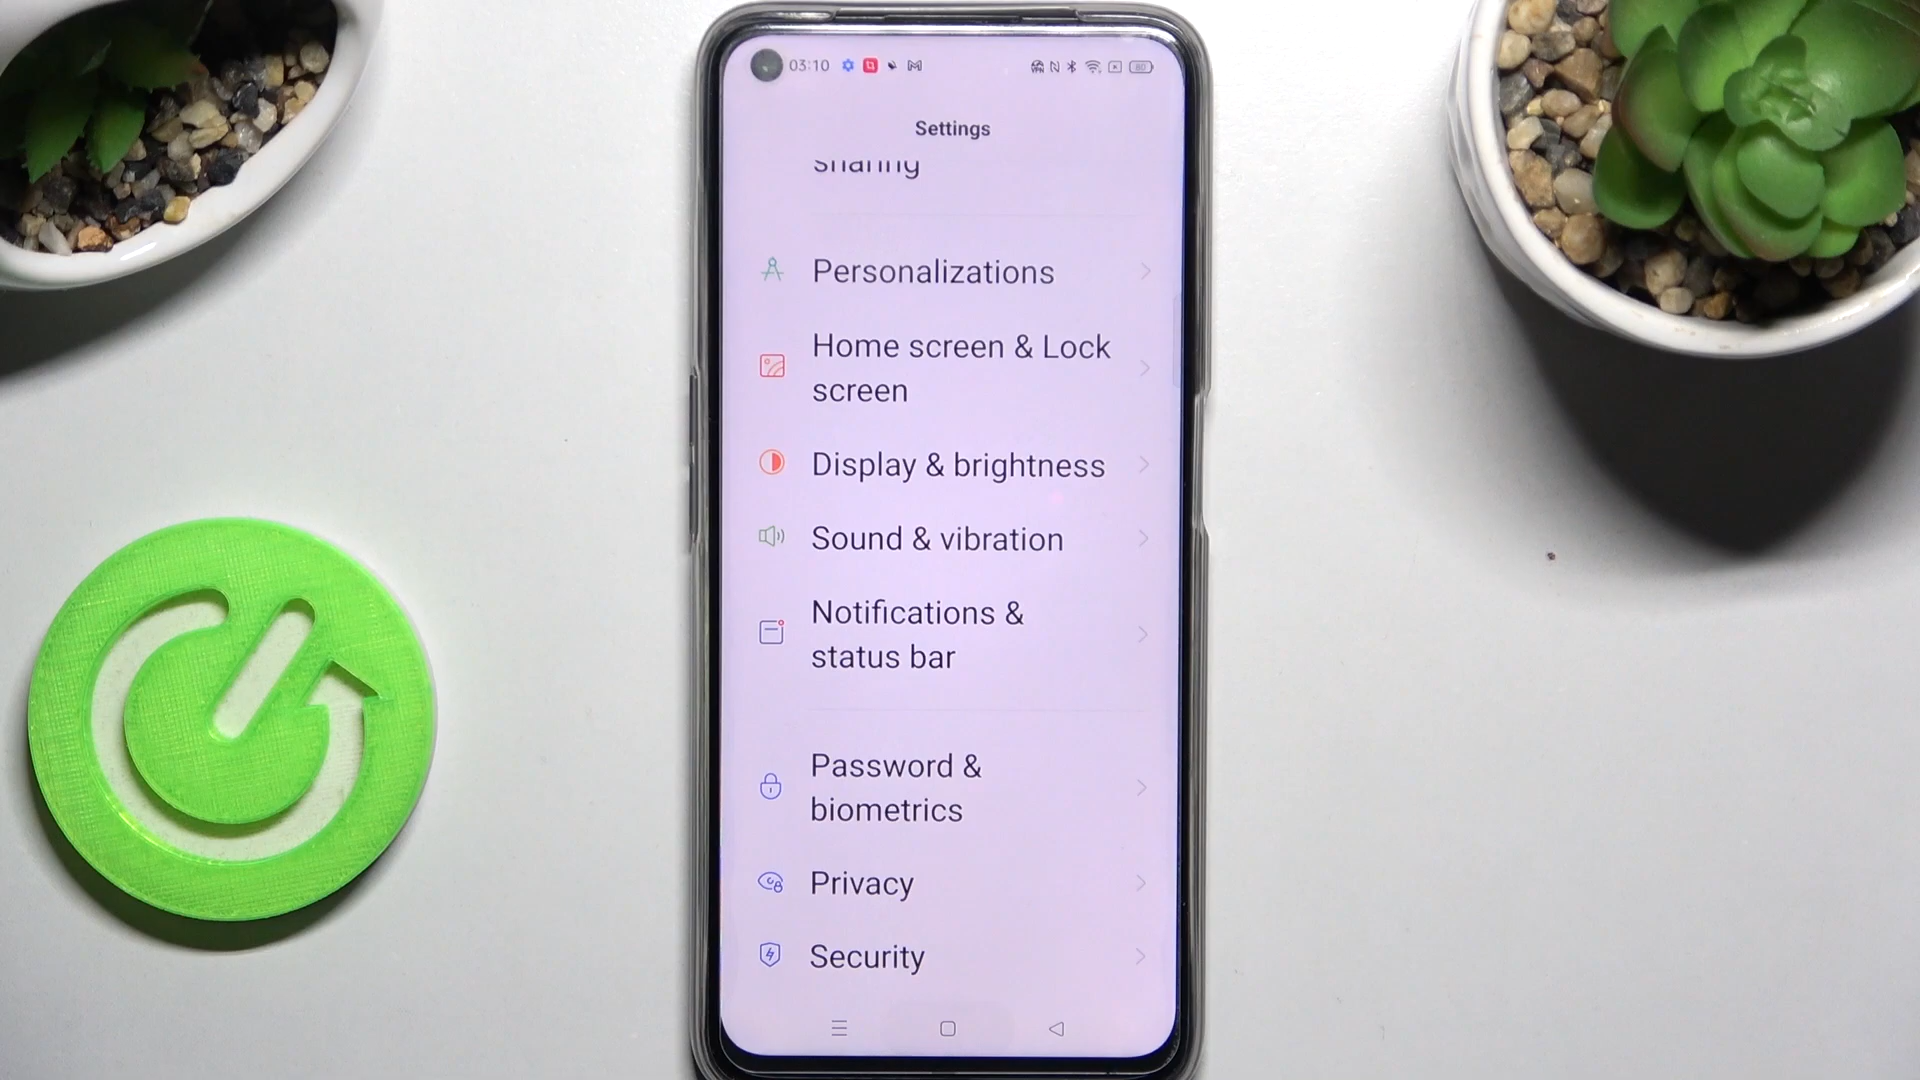 03:10
80
Settings
Personalizations
Home screen & Lock
screen
Display & brightness
Sound & vibration
Notifications &
status bar
Password &
biometrics
Privacy
Security